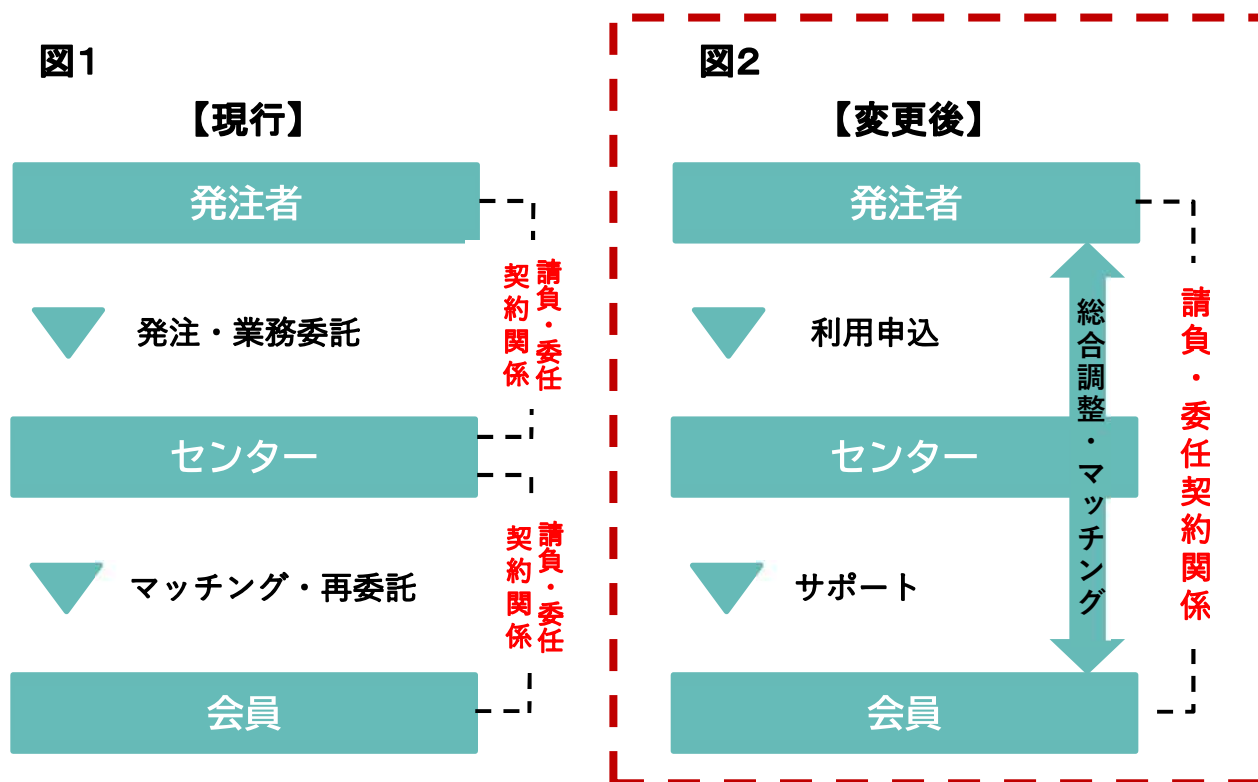 図1
【現行】
発注者
発注・業務委託
請負・委任
契約関係
センター
マッチング・再委託
請負・委任
契約関係
会員
図2
【変更後】
発注者
利用申込
総合調整・マッチング
請負・委任契約関係
センター
サポート
会員